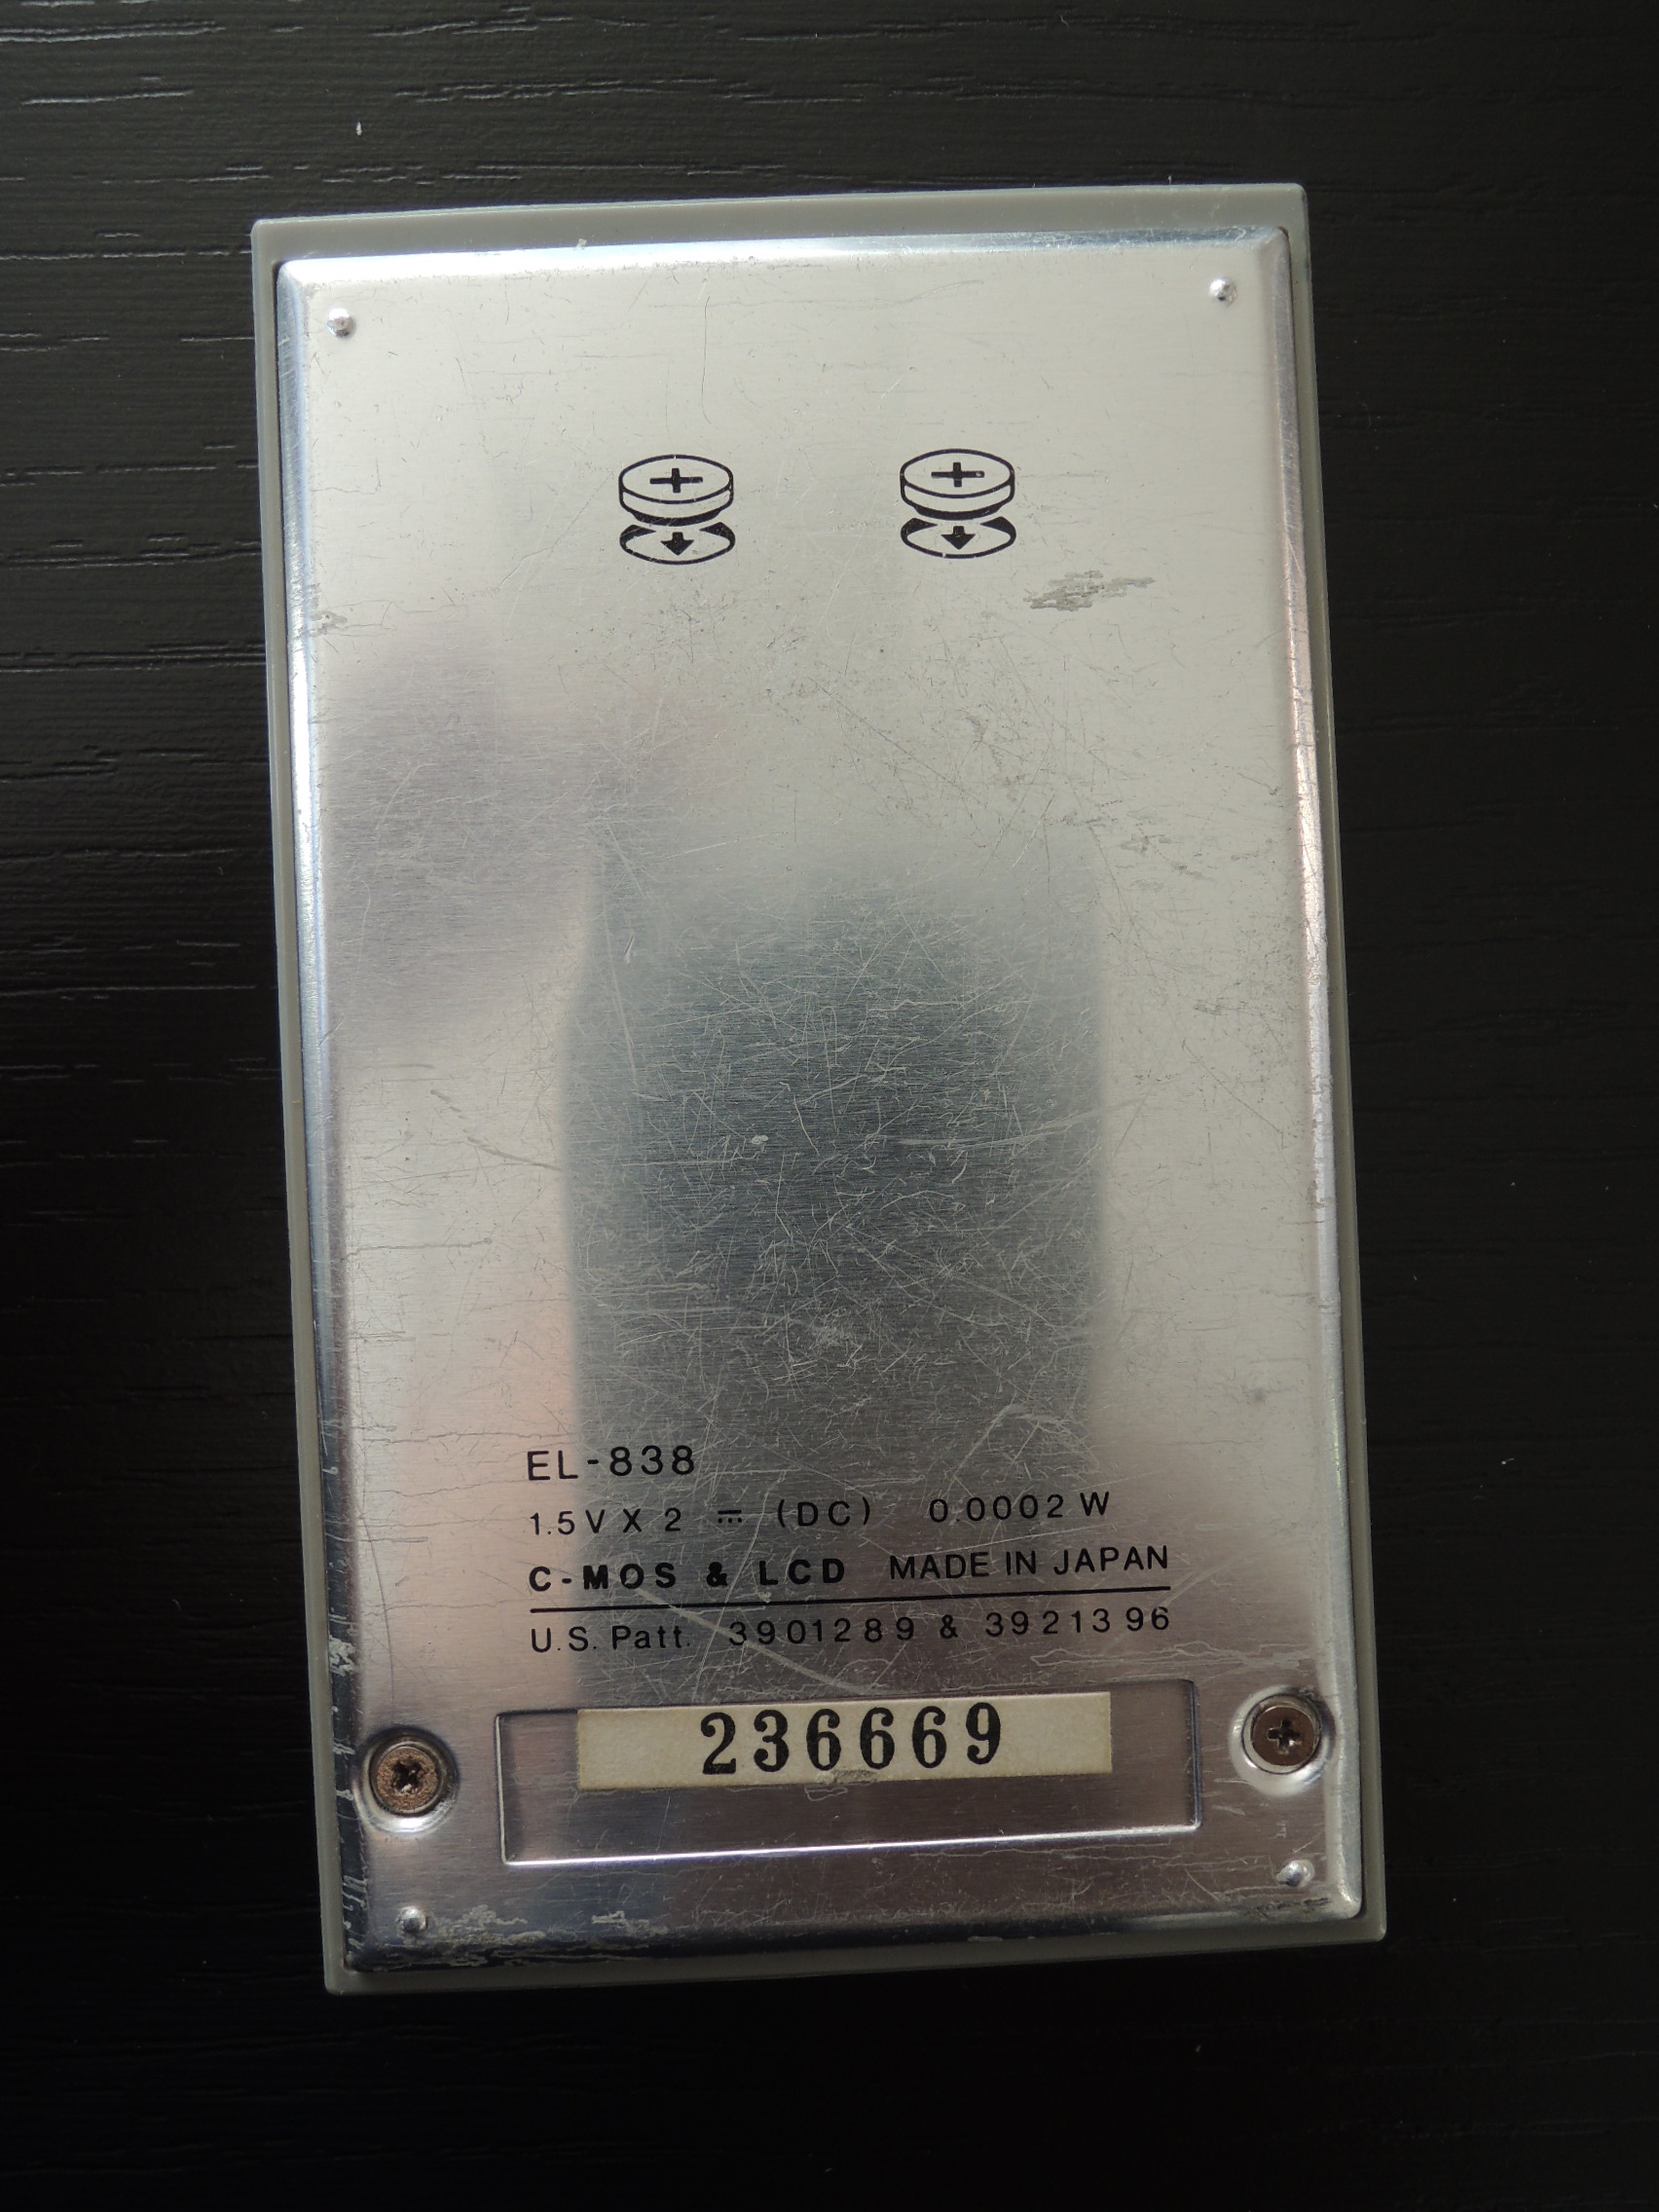 EL-838
1.5V X 2 ⎓ (DC) 0.0002 W
C-MOS & LCD MADE IN JAPAN
U.S. Patt. 3901289 & 3921396
236669